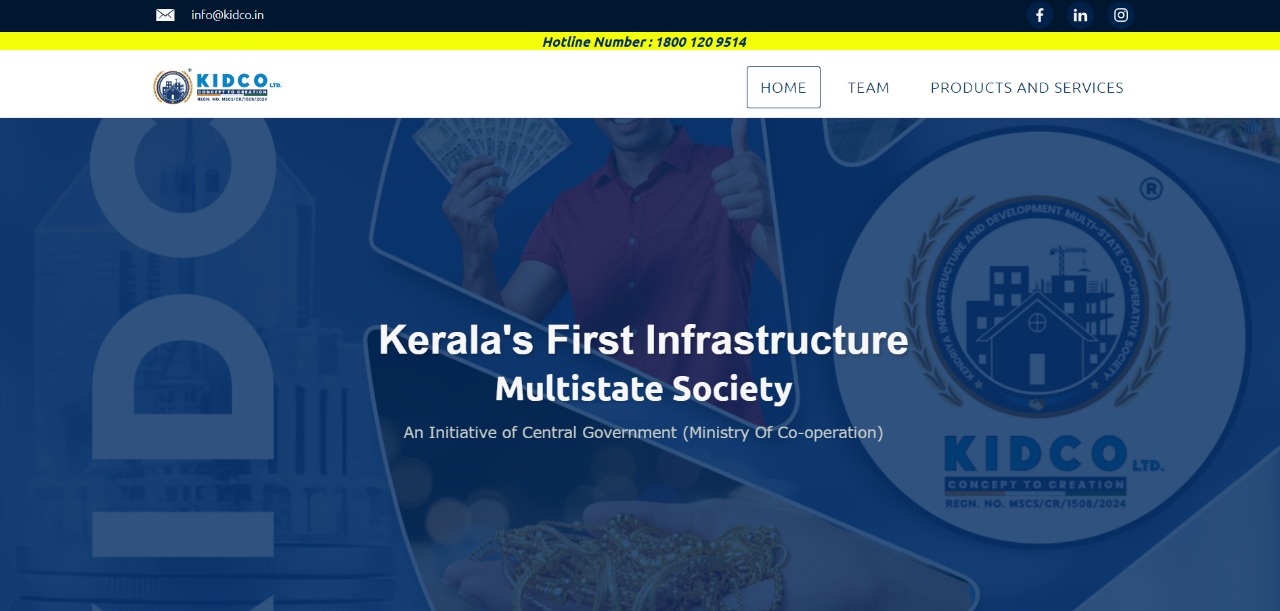 info@kidco.in
Hotline Number : 1800 120 9514
KIDCO LTD.
CONCEPT TO CREATION
REGN. NO. MSCS/CR/1508/2024
HOME
TEAM
PRODUCTS AND SERVICES
KENDRIYA INFRASTRUCTURE AND DEVELOPMENT MULTI-STATE CO-OPERATIVE SOCIETY
®
Kerala's First Infrastructure
Multistate Society
An Initiative of Central Government (Ministry Of Co-operation)
KIDCO LTD.
CONCEPT TO CREATION
REGN. NO. MSCS/CR/1508/2024